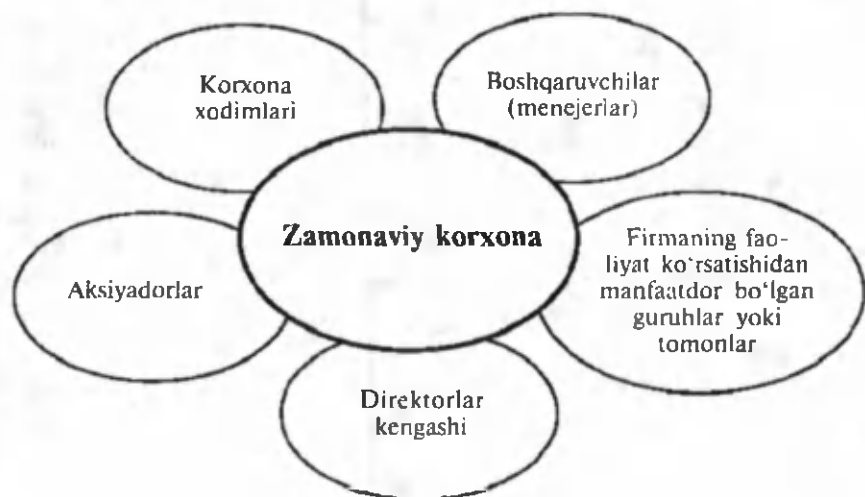 Korxona
xodimlari
Boshqaruvchilar
(menejerlar)
Zamonaviy korxona
Aksiyadorlar
Firmaning fao-
liyat ko‘rsatishidan
manfaatdor bo‘lgan
guruhlar yoki
tomonlar
Direktorlar
kengashi